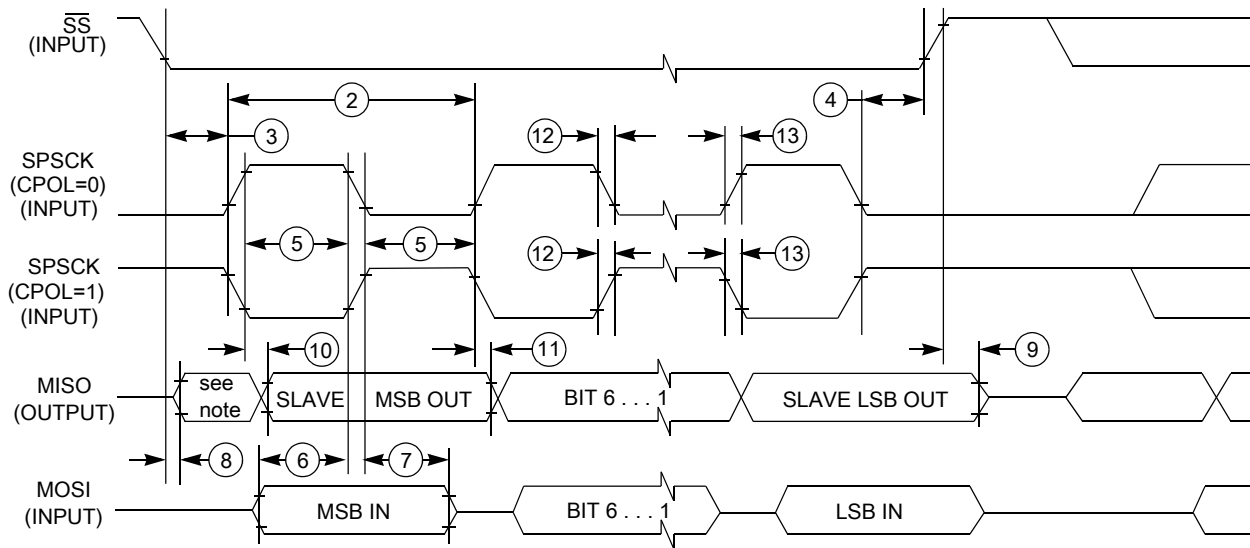 SS
(INPUT)
2
4
3
12
13
SPSCK
(CPOL=0)
(INPUT)
5
5
12
13
SPSCK
(CPOL=1)
(INPUT)
10
11
9
MISO
(OUTPUT)
see
note
SLAVE
MSB OUT
BIT 6 . . . 1
SLAVE LSB OUT
8
6
7
MOSI
(INPUT)
MSB IN
BIT 6 . . . 1
LSB IN